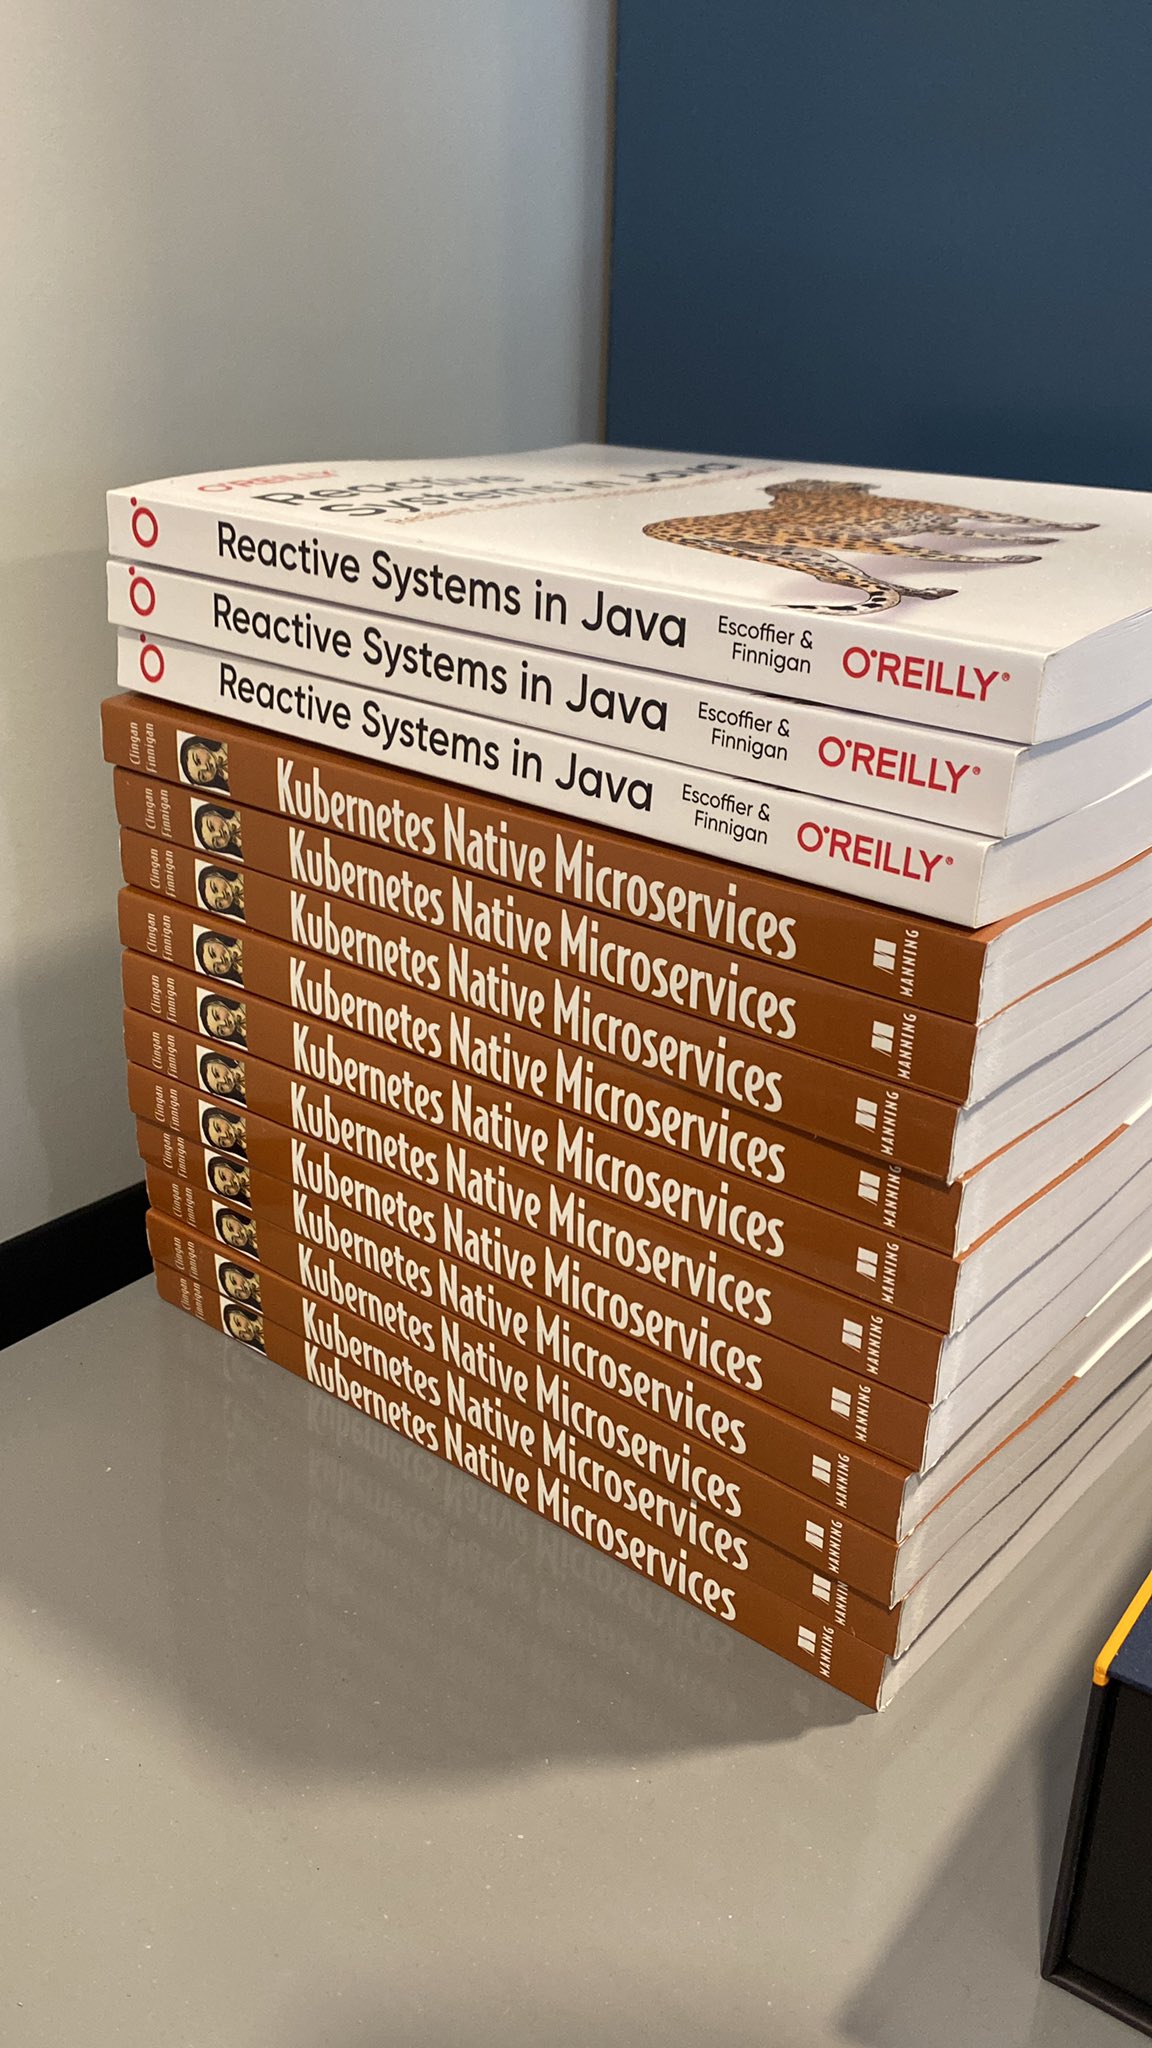 O'REILLY®
Reactive
Systems in Java
Reactive Systems in Java
Escoffier &
Finnigan
O'REILLY®
Reactive Systems in Java
Escoffier &
Finnigan
O'REILLY®
Reactive Systems in Java
Escoffier &
Finnigan
O'REILLY®
Clingan
Finnigan
Kubernetes Native Microservices
MANNING
Clingan
Finnigan
Kubernetes Native Microservices
MANNING
Clingan
Finnigan
Kubernetes Native Microservices
MANNING
Clingan
Finnigan
Kubernetes Native Microservices
MANNING
Clingan
Finnigan
Kubernetes Native Microservices
MANNING
Clingan
Finnigan
Kubernetes Native Microservices
MANNING
Clingan
Finnigan
Kubernetes Native Microservices
MANNING
Clingan
Finnigan
Kubernetes Native Microservices
MANNING
Clingan
Finnigan
Kubernetes Native Microservices
MANNING
Clingan
Finnigan
Kubernetes Native Microservices
MANNING
Clingan
Finnigan
Kubernetes Native Microservices
MANNING